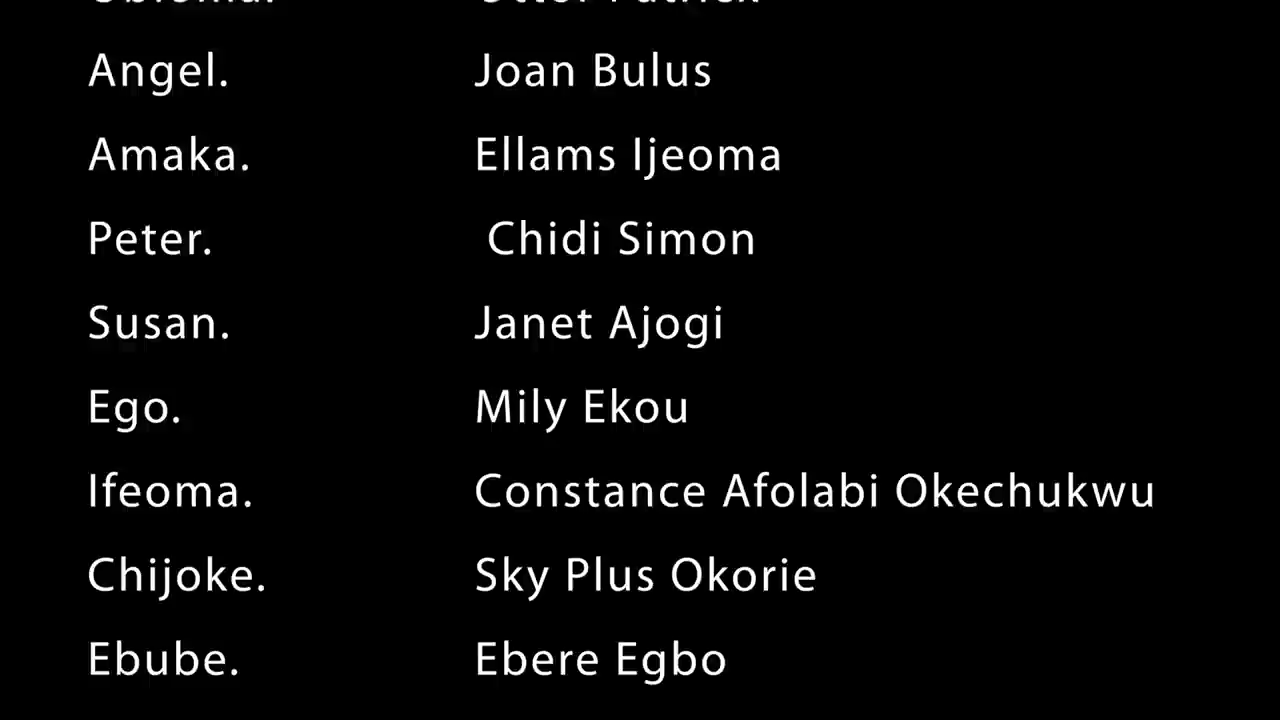 Angel. Joan Bulus
Amaka. Ellams Ijeoma
Peter. Chidi Simon
Susan. Janet Ajogi
Ego. Mily Ekou
Ifeoma. Constance Afolabi Okechukwu
Chijoke. Sky Plus Okorie
Ebube. Ebere Egbo